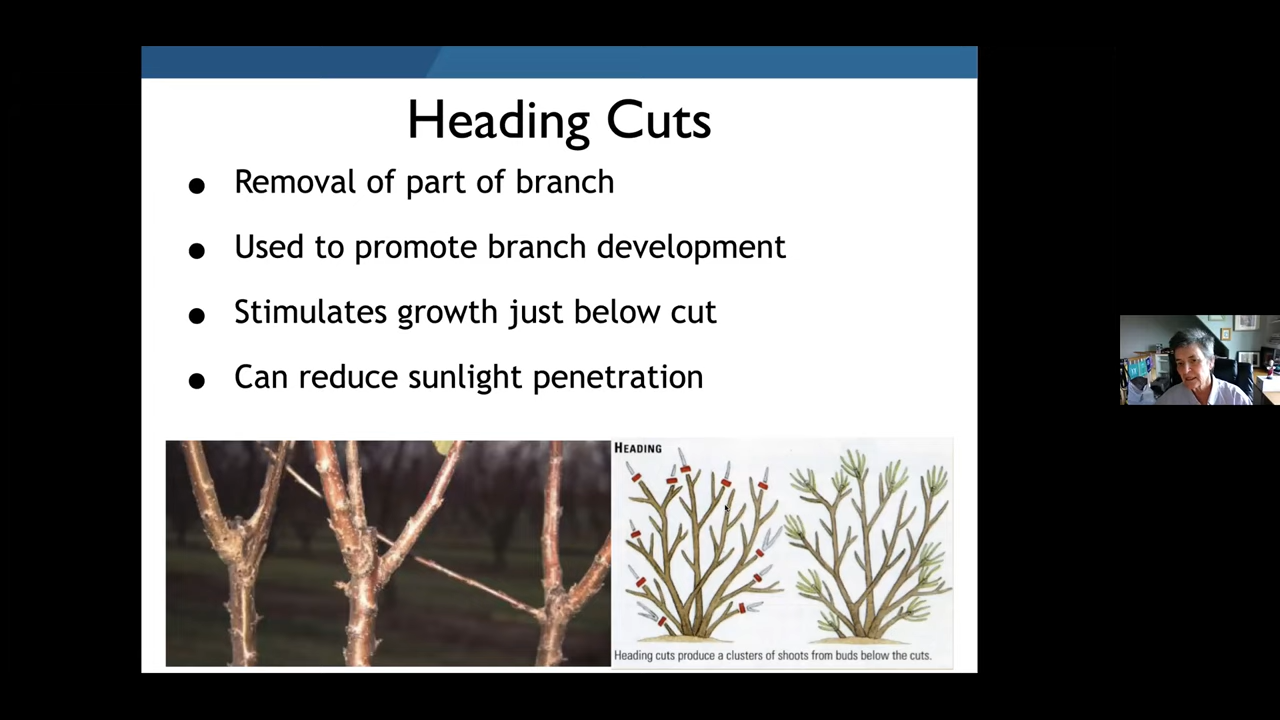 Heading Cuts
● Removal of part of branch
● Used to promote branch development
● Stimulates growth just below cut
● Can reduce sunlight penetration
HEADING
Heading cuts produce a clusters of shoots from buds below the cuts.